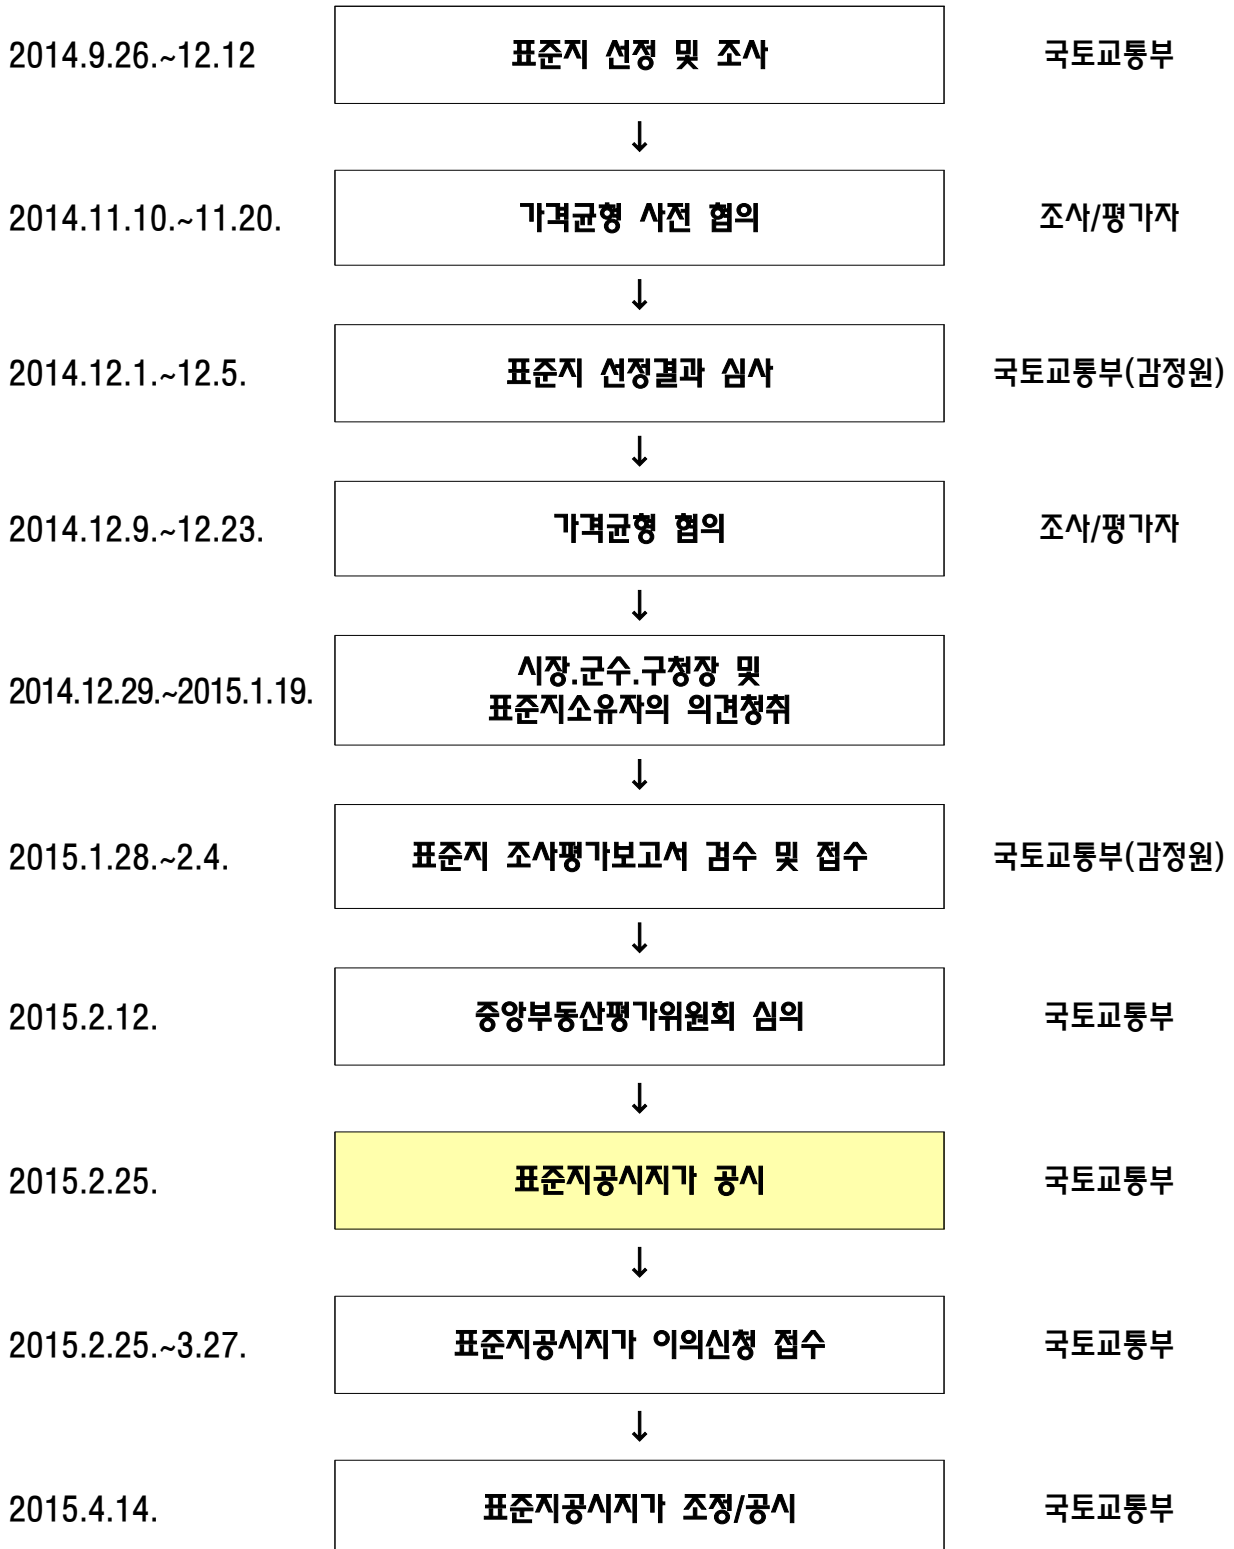 2014.9.26.~12.12 표준지 선정 및 조사 국토교통부
↓
2014.11.10.~11.20. 가격균형 사전 협의 조사/평가자
↓
2014.12.1.~12.5. 표준지 선정결과 심사 국토교통부(감정원)
↓
2014.12.9.~12.23. 가격균형 협의 조사/평가자
↓
2014.12.29.~2015.1.19. 시장.군수.구청장 및
표준지소유자의 의견청취
↓
2015.1.28.~2.4. 표준지 조사평가보고서 검수 및 접수 국토교통부(감정원)
↓
2015.2.12. 중앙부동산평가위원회 심의 국토교통부
↓
2015.2.25. 표준지공시지가 공시 국토교통부
↓
2015.2.25.~3.27. 표준지공시지가 이의신청 접수 국토교통부
↓
2015.4.14. 표준지공시지가 조정/공시 국토교통부